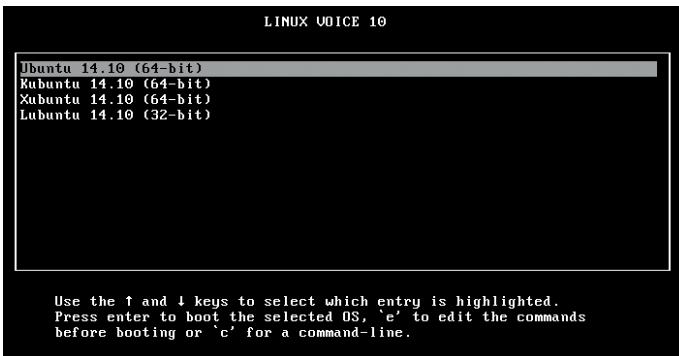 LINUX VOICE 10
Ubuntu 14.10 (64-bit)
Kubuntu 14.10 (64-bit)
Xubuntu 14.10 (64-bit)
Lubuntu 14.10 (32-bit)
Use the ↑ and ↓ keys to select which entry is highlighted.
Press enter to boot the selected OS, `e' to edit the commands
before booting or `c' for a command-line.